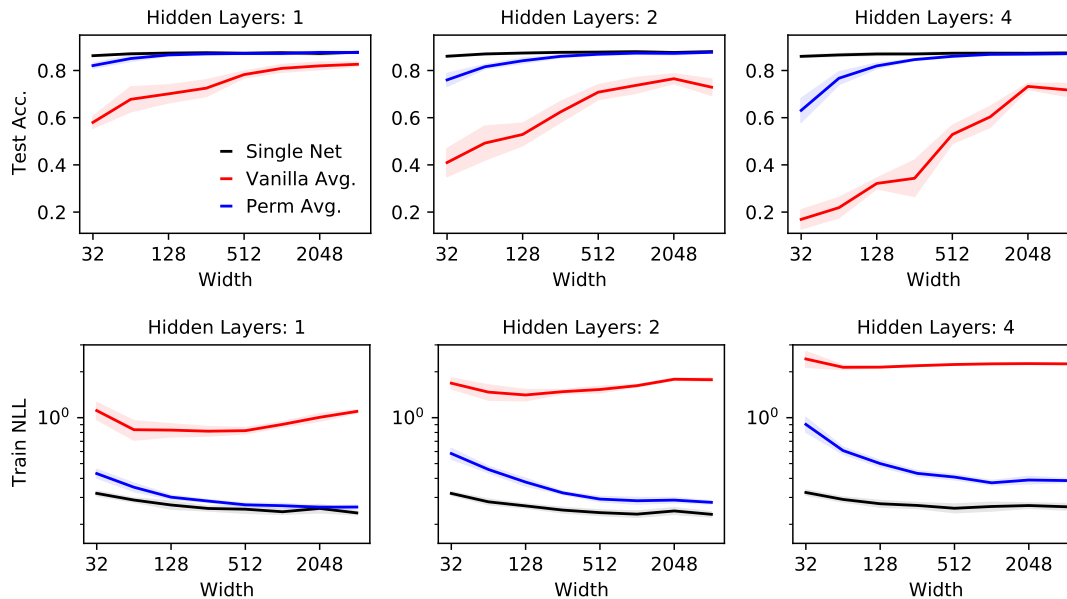 Hidden Layers: 1
Hidden Layers: 2
Hidden Layers: 4
Test Acc.
0.8
0.6
0.4
0.2
Single Net
Vanilla Avg.
Perm Avg.
32
128
512
2048
Width
0.8
0.6
0.4
0.2
32
128
512
2048
Width
0.8
0.6
0.4
0.2
32
128
512
2048
Width
Hidden Layers: 1
Hidden Layers: 2
Hidden Layers: 4
Train NLL
10⁰
32
128
512
2048
Width
10⁰
32
128
512
2048
Width
10⁰
32
128
512
2048
Width